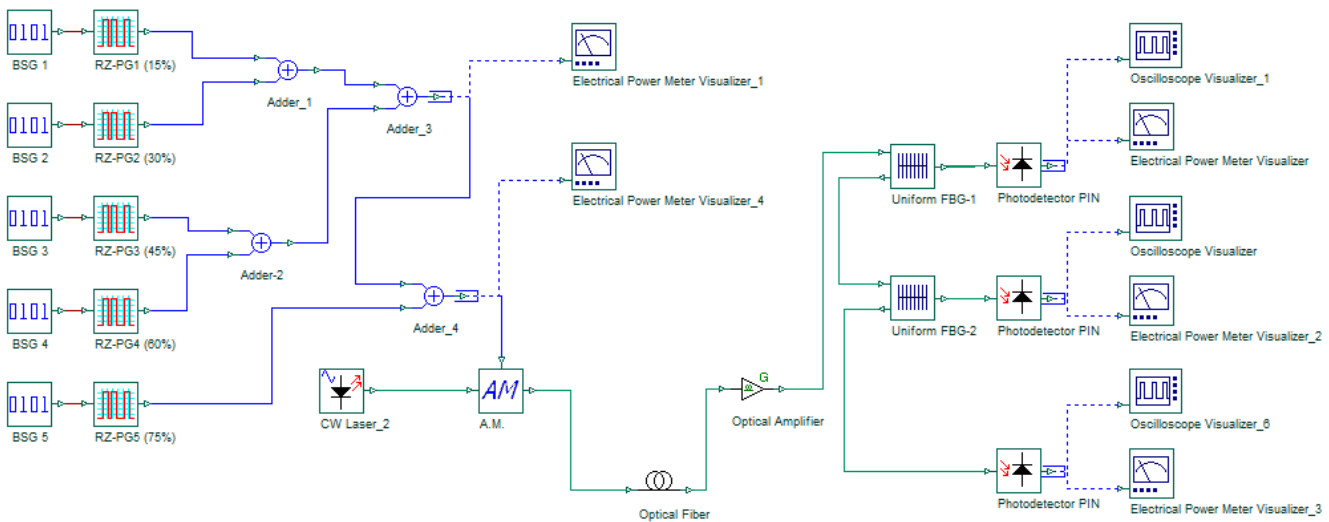 0101
BSG 1
RZ-PG1 (15%)
0101
BSG 2
RZ-PG2 (30%)
0101
BSG 3
RZ-PG3 (45%)
0101
BSG 4
RZ-PG4 (60%)
0101
BSG 5
RZ-PG5 (75%)
Adder_1
Adder_3
Adder-2
Adder_4
Electrical Power Meter Visualizer_1
Electrical Power Meter Visualizer_4
CW Laser_2
AM
A.M.
Optical Fiber
G
Optical Amplifier
Uniform FBG-1
Photodetector PIN
Oscilloscope Visualizer_1
Electrical Power Meter Visualizer
Uniform FBG-2
Photodetector PIN
Oscilloscope Visualizer
Electrical Power Meter Visualizer_2
Photodetector PIN
Oscilloscope Visualizer_6
Electrical Power Meter Visualizer_3